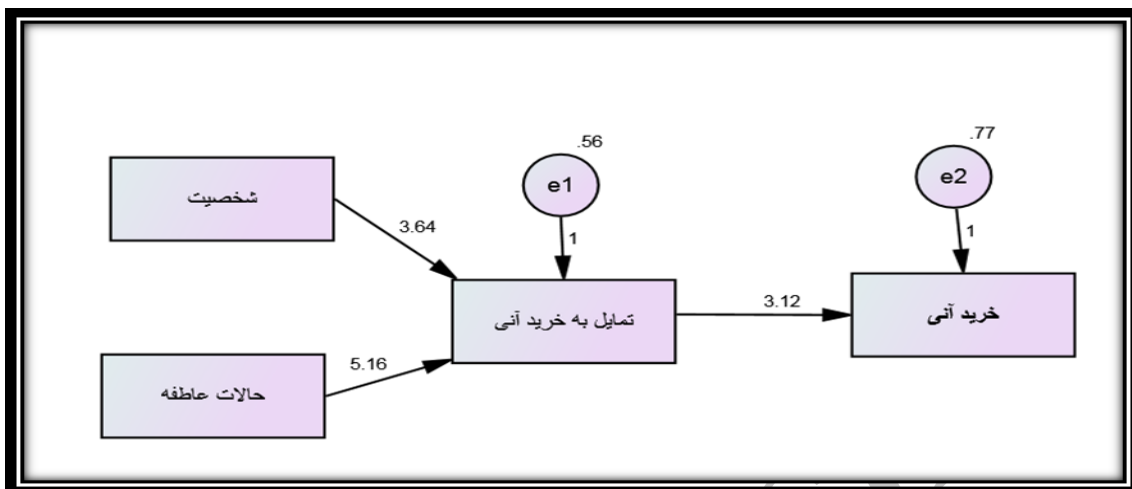 .56
.77
e1
e2
شخصیت
3.64
1
1
تمایل به خرید آنی
3.12
خرید آنی
5.16
حالات عاطفه